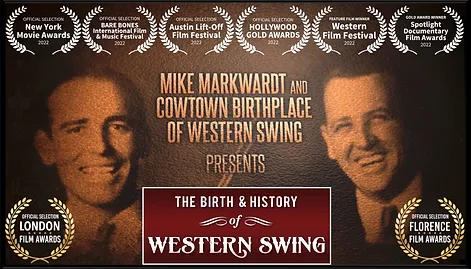 OFFICIAL SELECTION
New York
Movie Awards
2022
OFFICIAL SELECTION
BARE BONES
International Film
& Music Festival
2022
OFFICIAL SELECTION
Austin Lift-Off
Film Festival
2022
OFFICIAL SELECTION
HOLLYWOOD
GOLD AWARDS
2022
FEATURE FILM WINNER
Western
Film Festival
2022
GOLD AWARD WINNER
Spotlight
Documentary
Film Awards
2022
MIKE MARKWARDT AND
COWTOWN BIRTHPLACE
OF WESTERN SWING
PRESENTS
THE BIRTH & HISTORY
of
WESTERN SWING
OFFICIAL SELECTION
LONDON
FILM AWARDS
OFFICIAL SELECTION
FLORENCE
FILM AWARDS